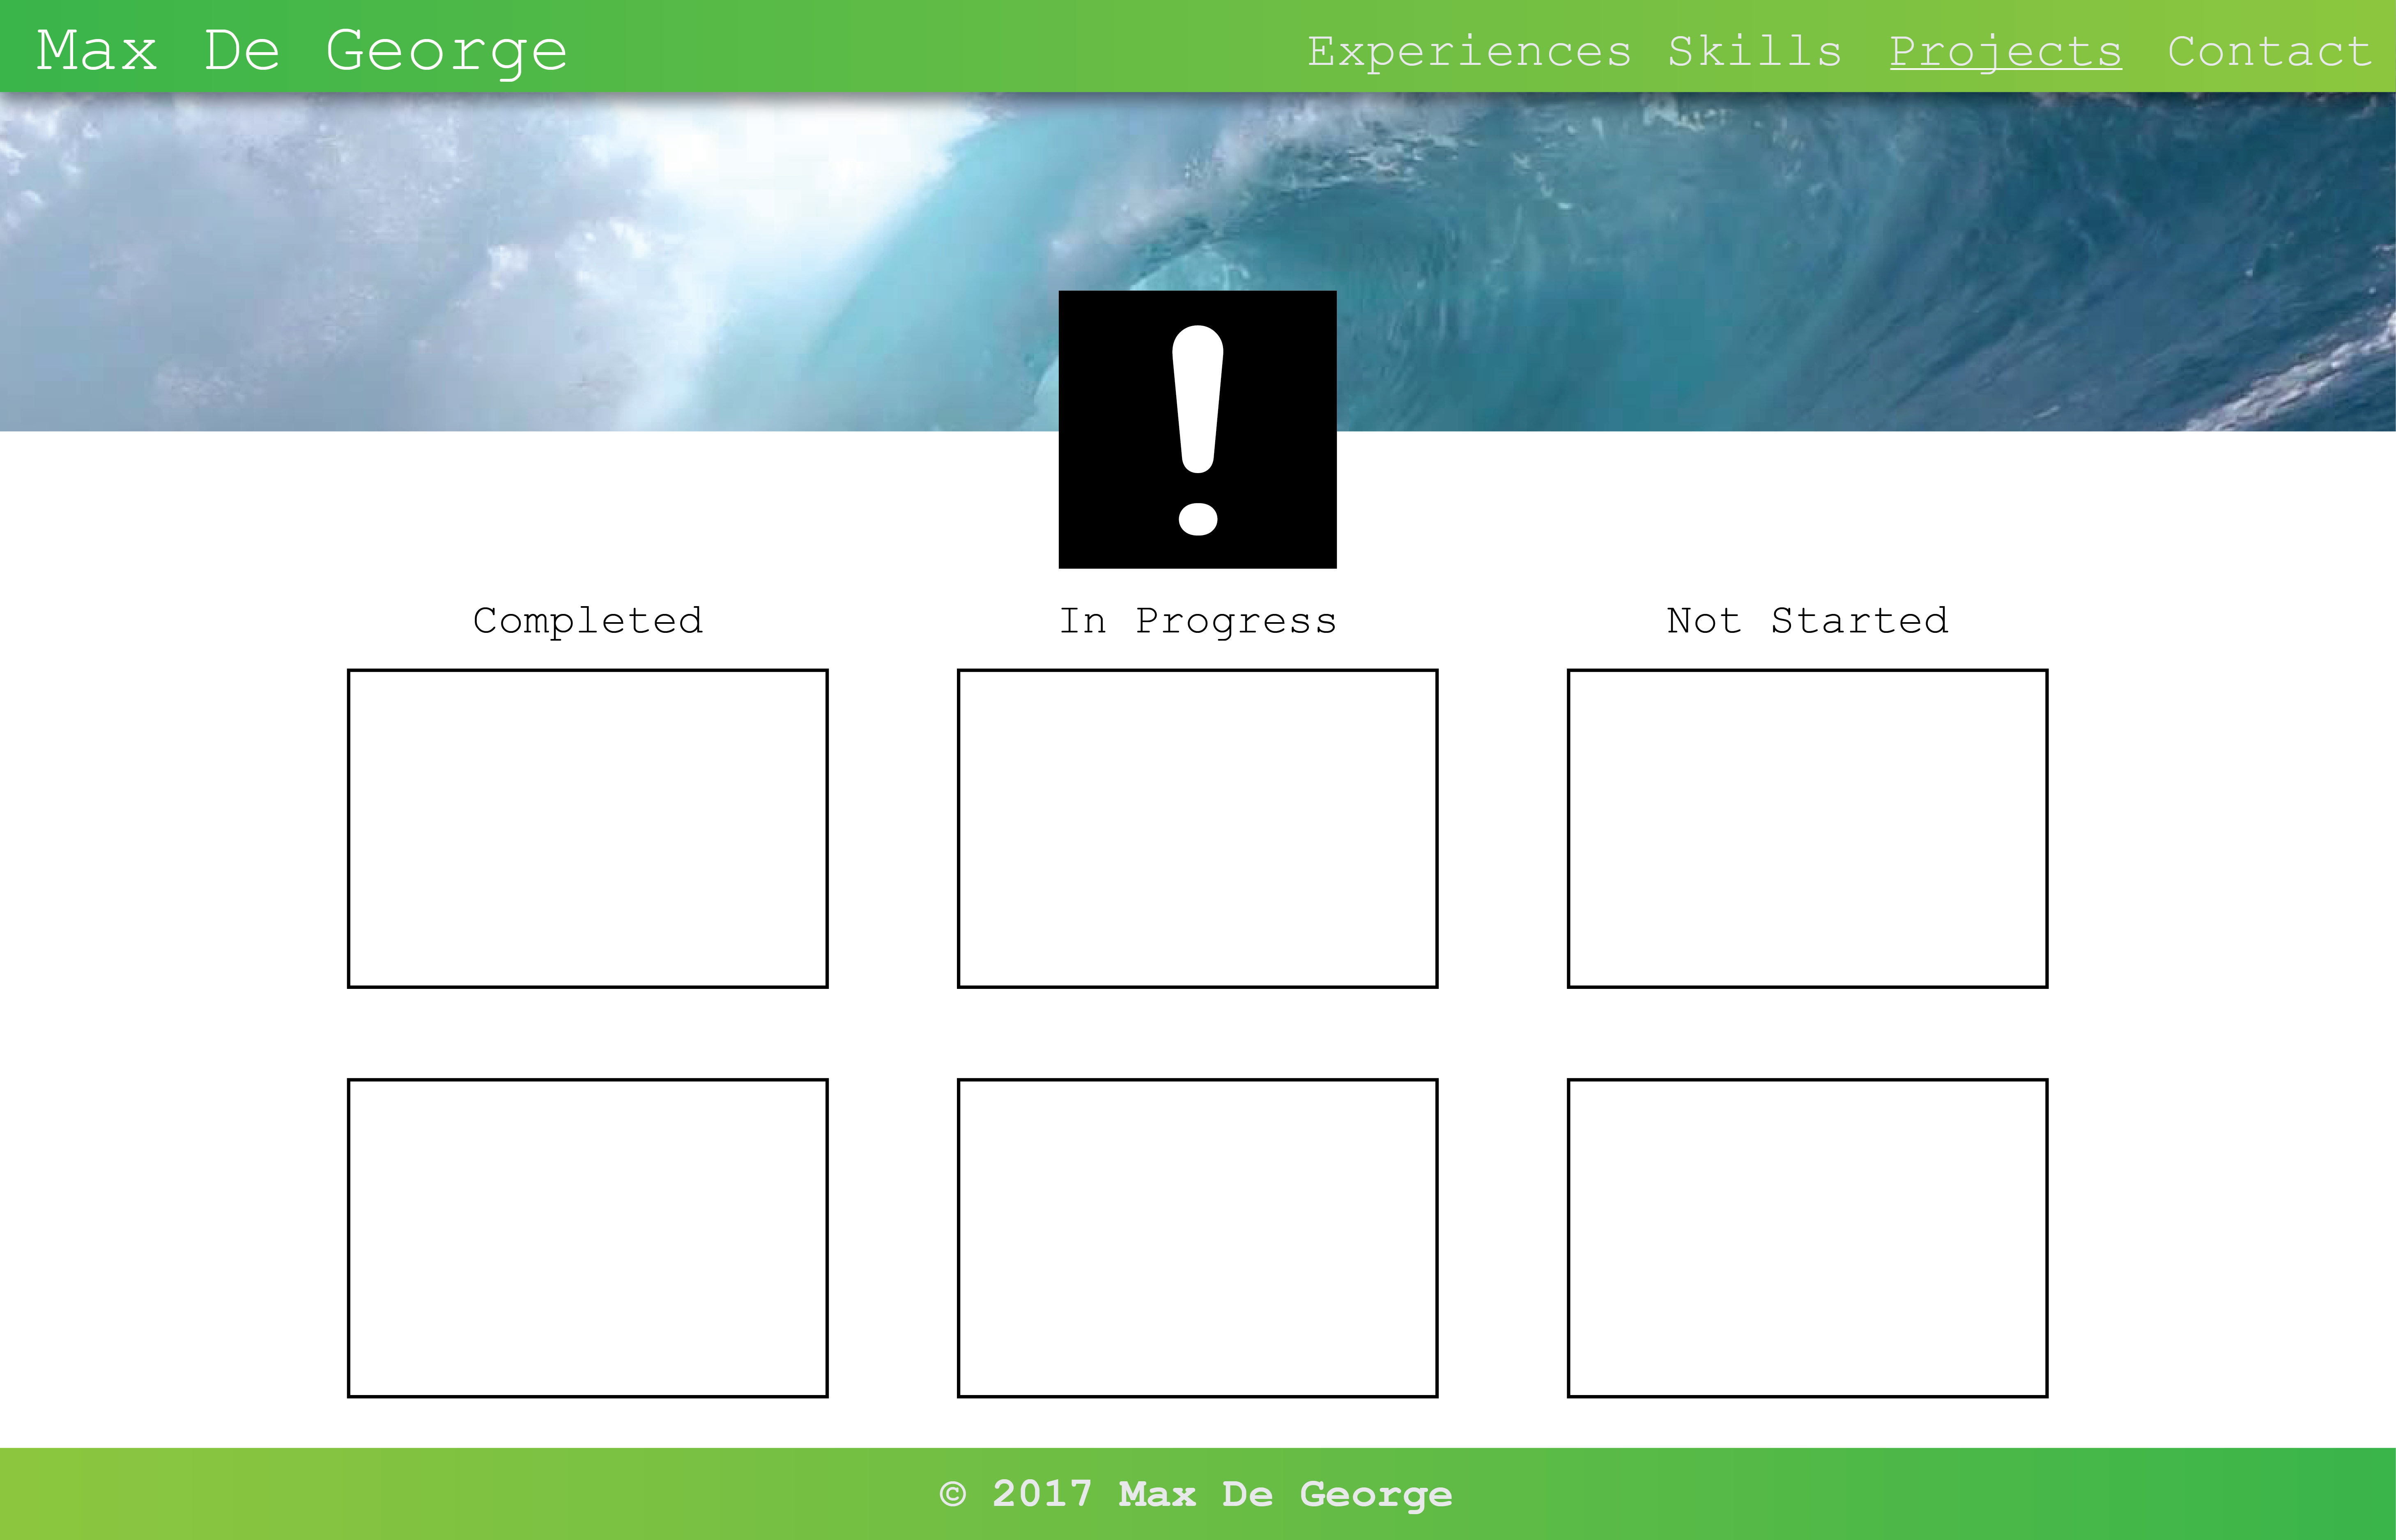 Max De George
Experiences Skills Projects Contact
!
Completed
In Progress
Not Started
© 2017 Max De George